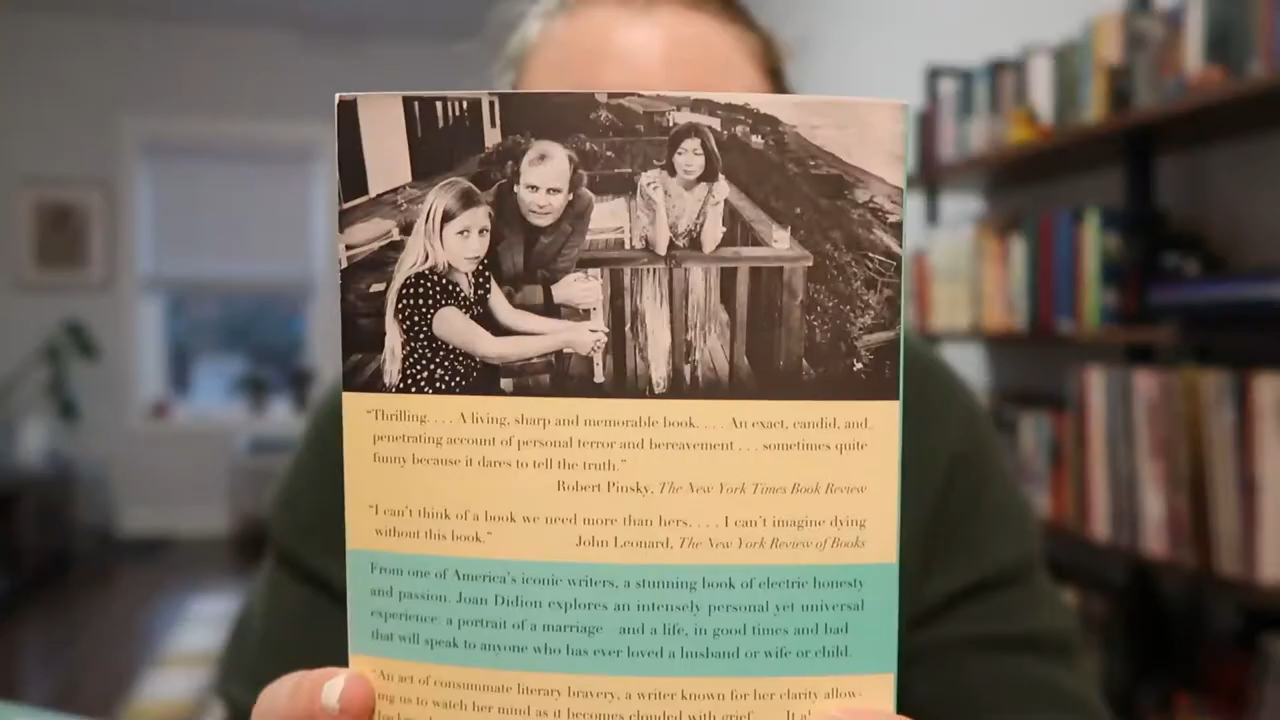 “Thrilling. . . . A living, sharp and memorable book. . . . An exact, candid, and
penetrating account of personal terror and bereavement . . . sometimes quite
funny because it dares to tell the truth.”
Robert Pinsky, The New York Times Book Review
“I can’t think of a book we need more than hers. . . . I can’t imagine dying
without this book.”
John Leonard, The New York Review of Books
From one of America’s iconic writers, a stunning book of electric honesty
and passion. Joan Didion explores an intensely personal yet universal
experience: a portrait of a marriage and a life, in good times and bad
that will speak to anyone who has ever loved a husband or wife or child.
“An act of consummate literary bravery, a writer known for her clarity allow-
ing us to watch her mind as it becomes clouded with grief. . . . It